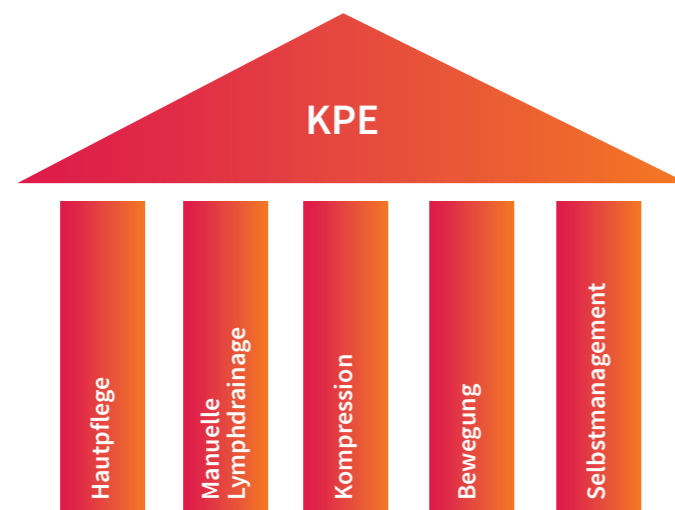 KPE
Hautpflege
Manuelle
Lymphdrainage
Kompression
Bewegung
Selbstmanagement